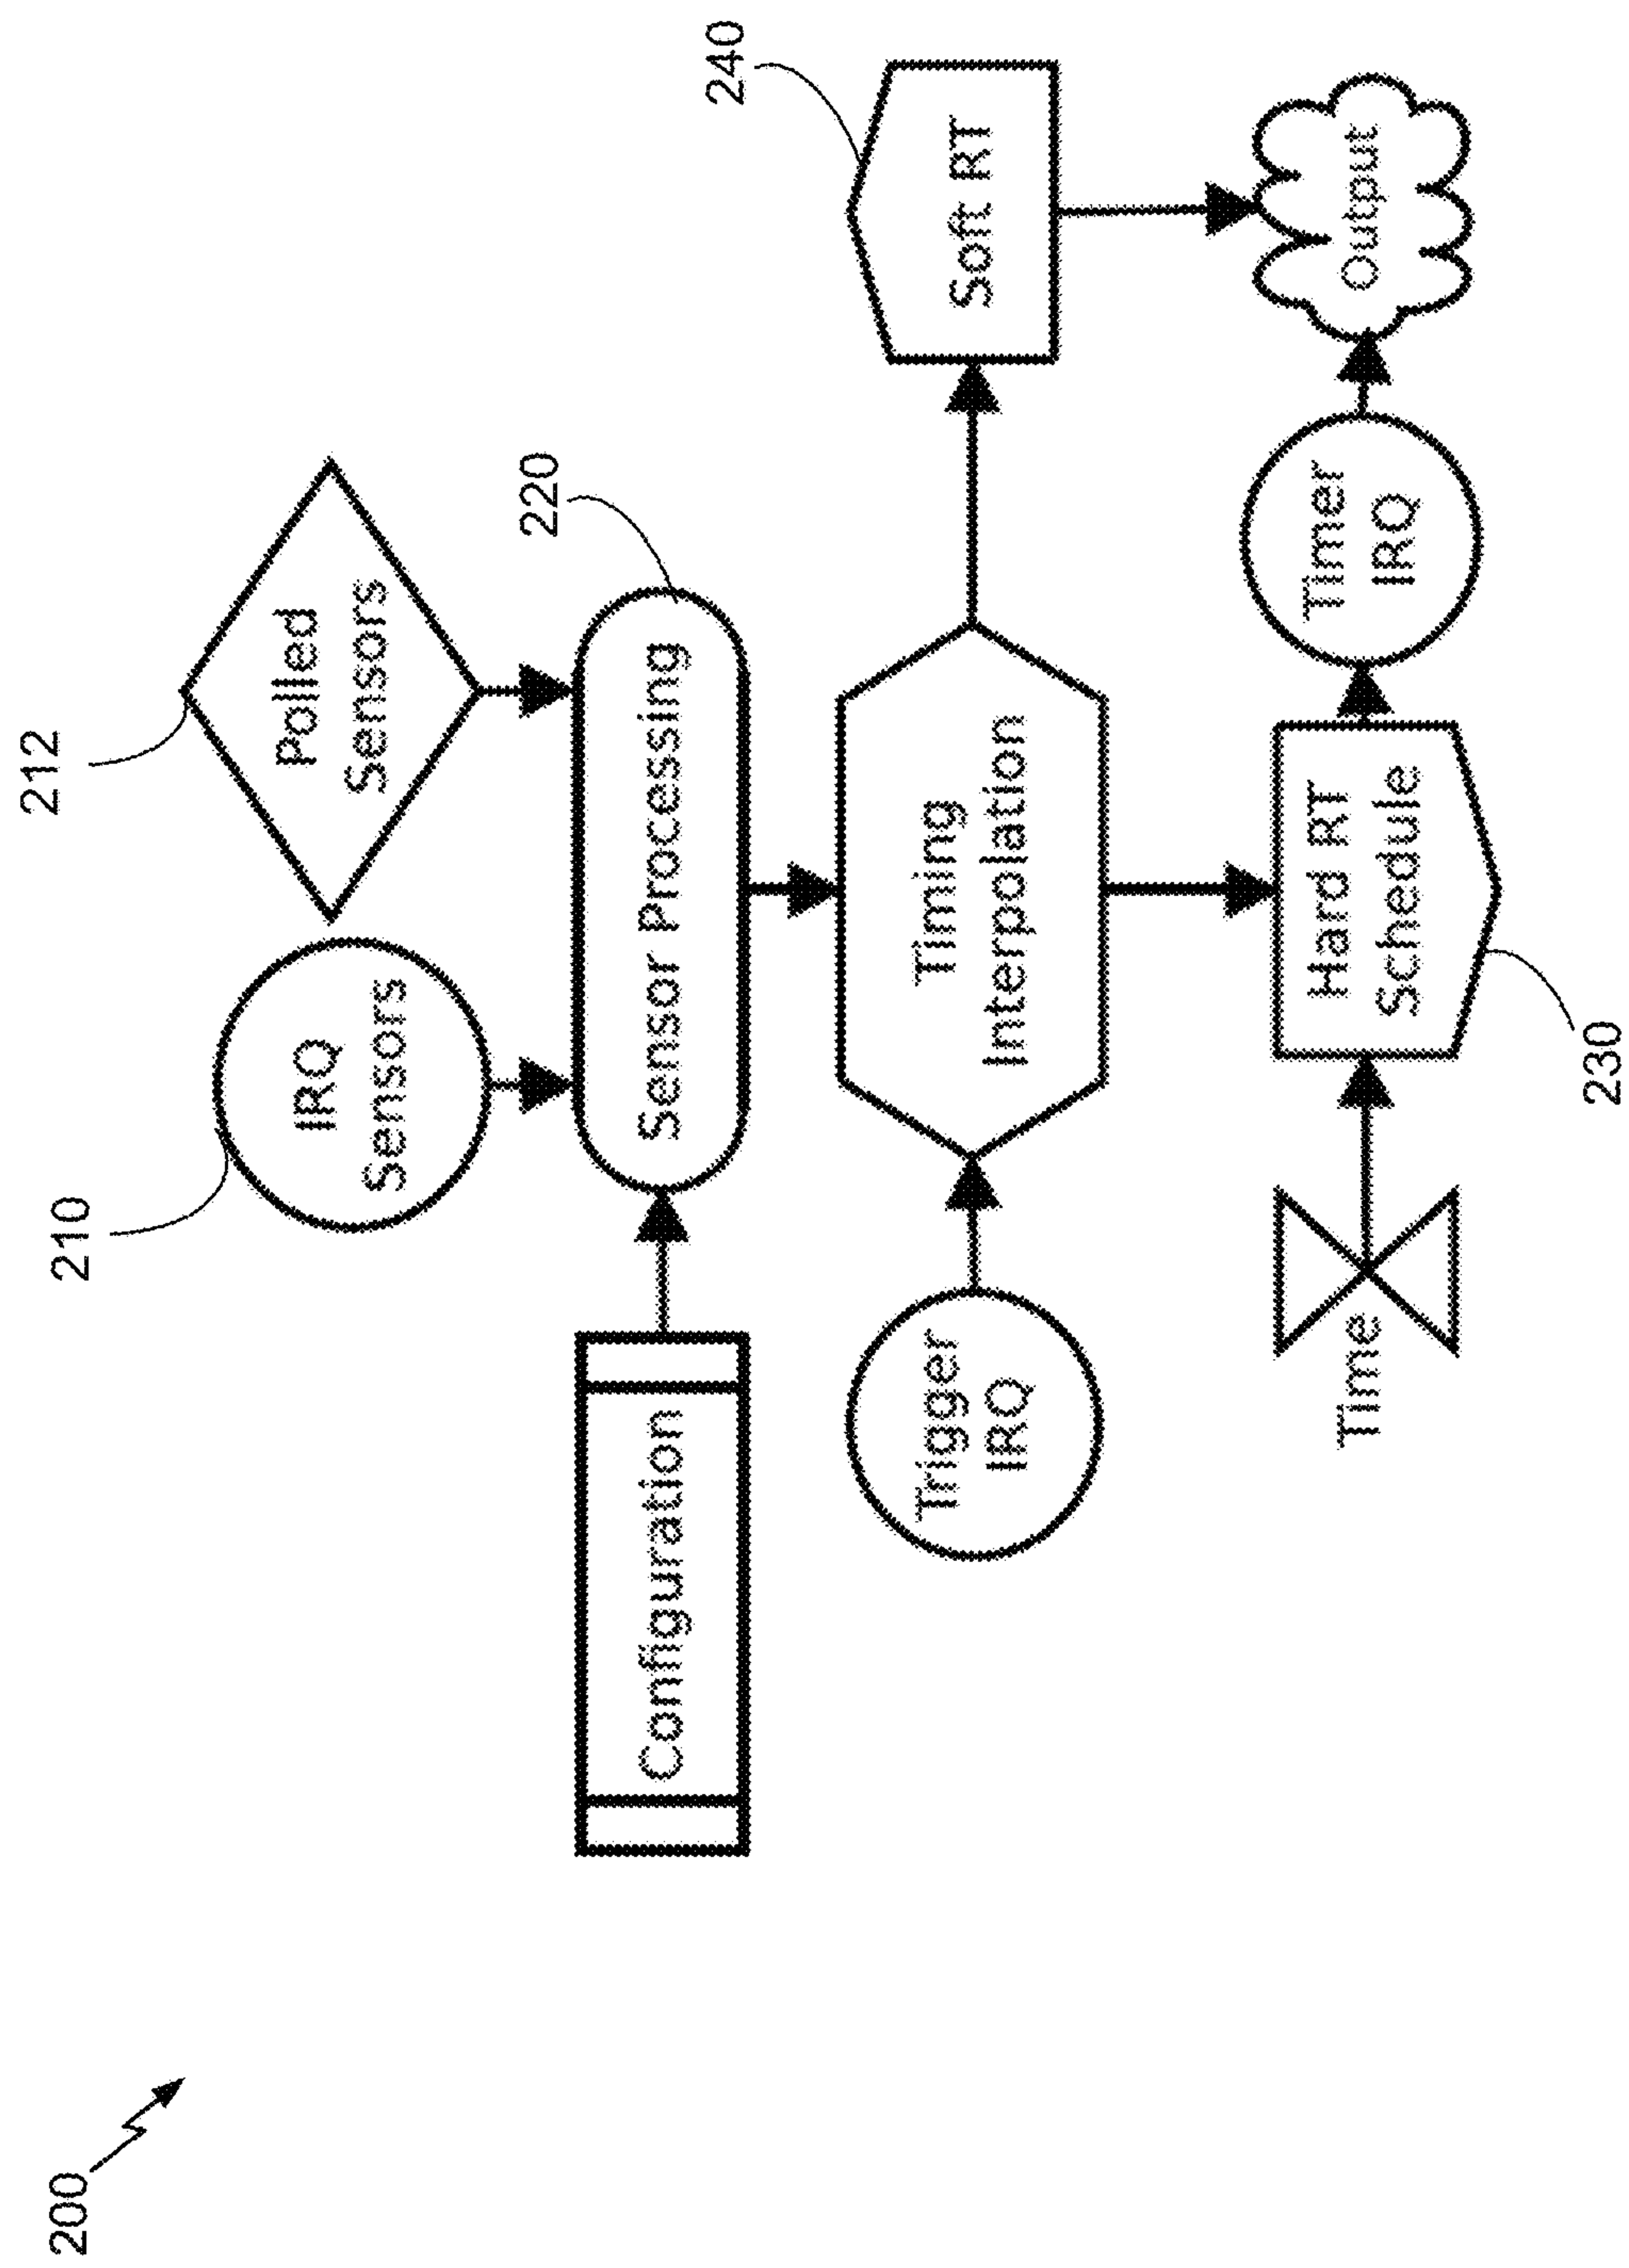 200
210
212
IRQ
Sensors
Polled
Sensors
220
Configuration
Sensor Processing
240
Trigger
IRQ
Timing
Interpolation
Soft RT
Time
Hard RT
Schedule
Timer
IRQ
Output
230